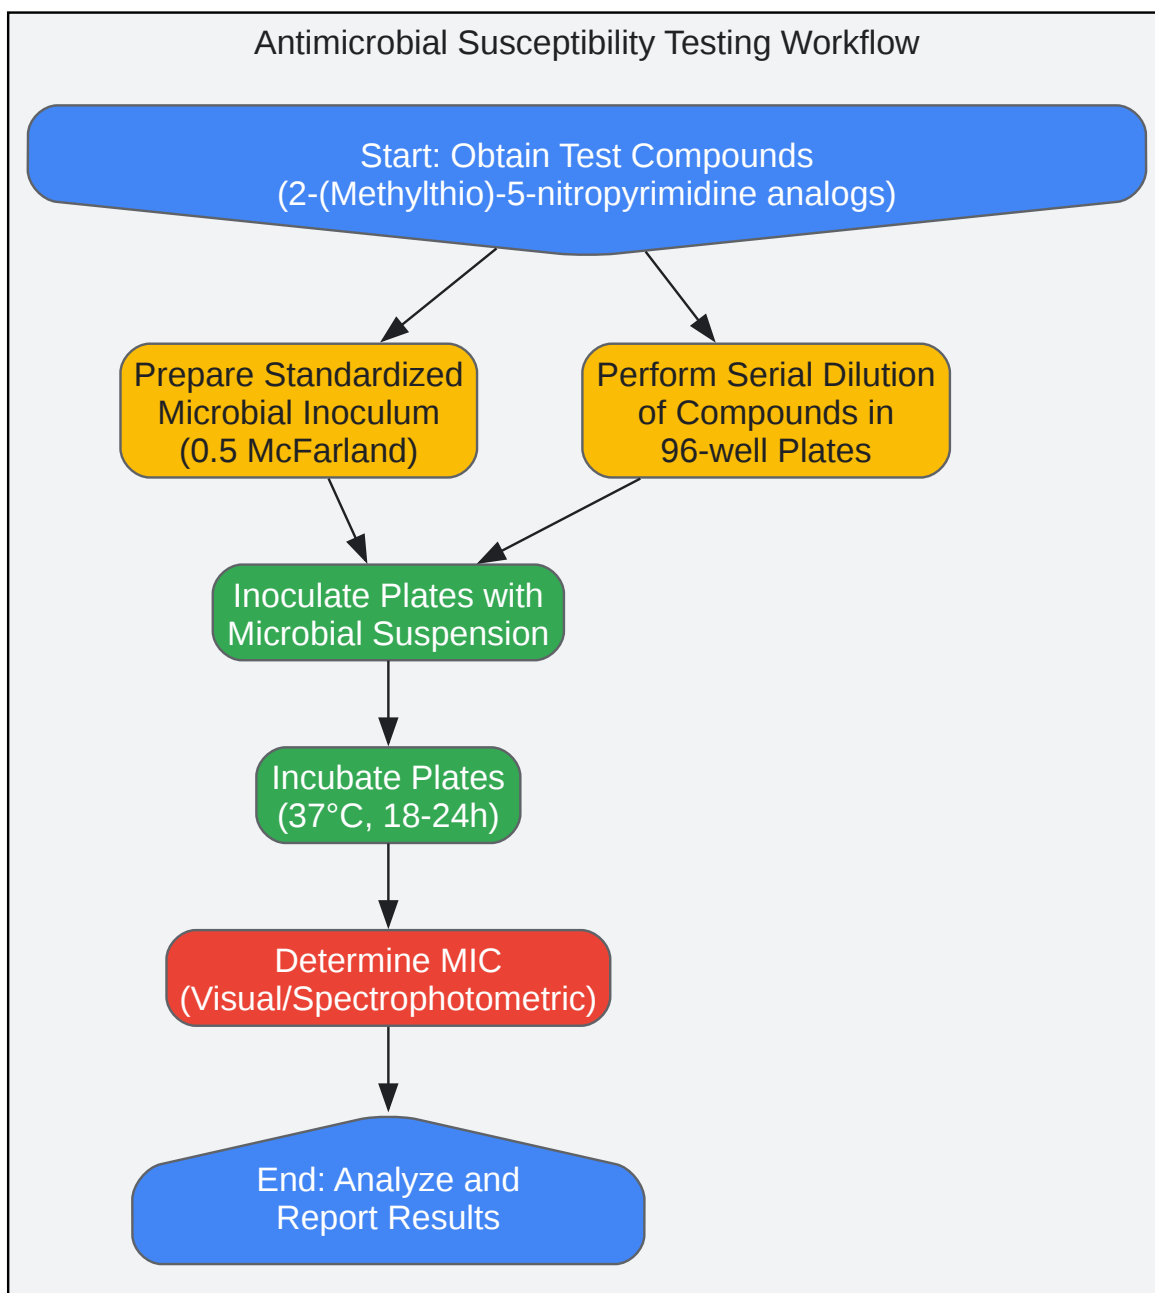 Antimicrobial Susceptibility Testing Workflow
Start: Obtain Test Compounds
(2-(Methylthio)-5-nitropyrimidine analogs)
Prepare Standardized
Microbial Inoculum
(0.5 McFarland)
Perform Serial Dilution
of Compounds in
96-well Plates
Inoculate Plates with
Microbial Suspension
Incubate Plates
(37°C, 18-24h)
Determine MIC
(Visual/Spectrophotometric)
End: Analyze and
Report Results